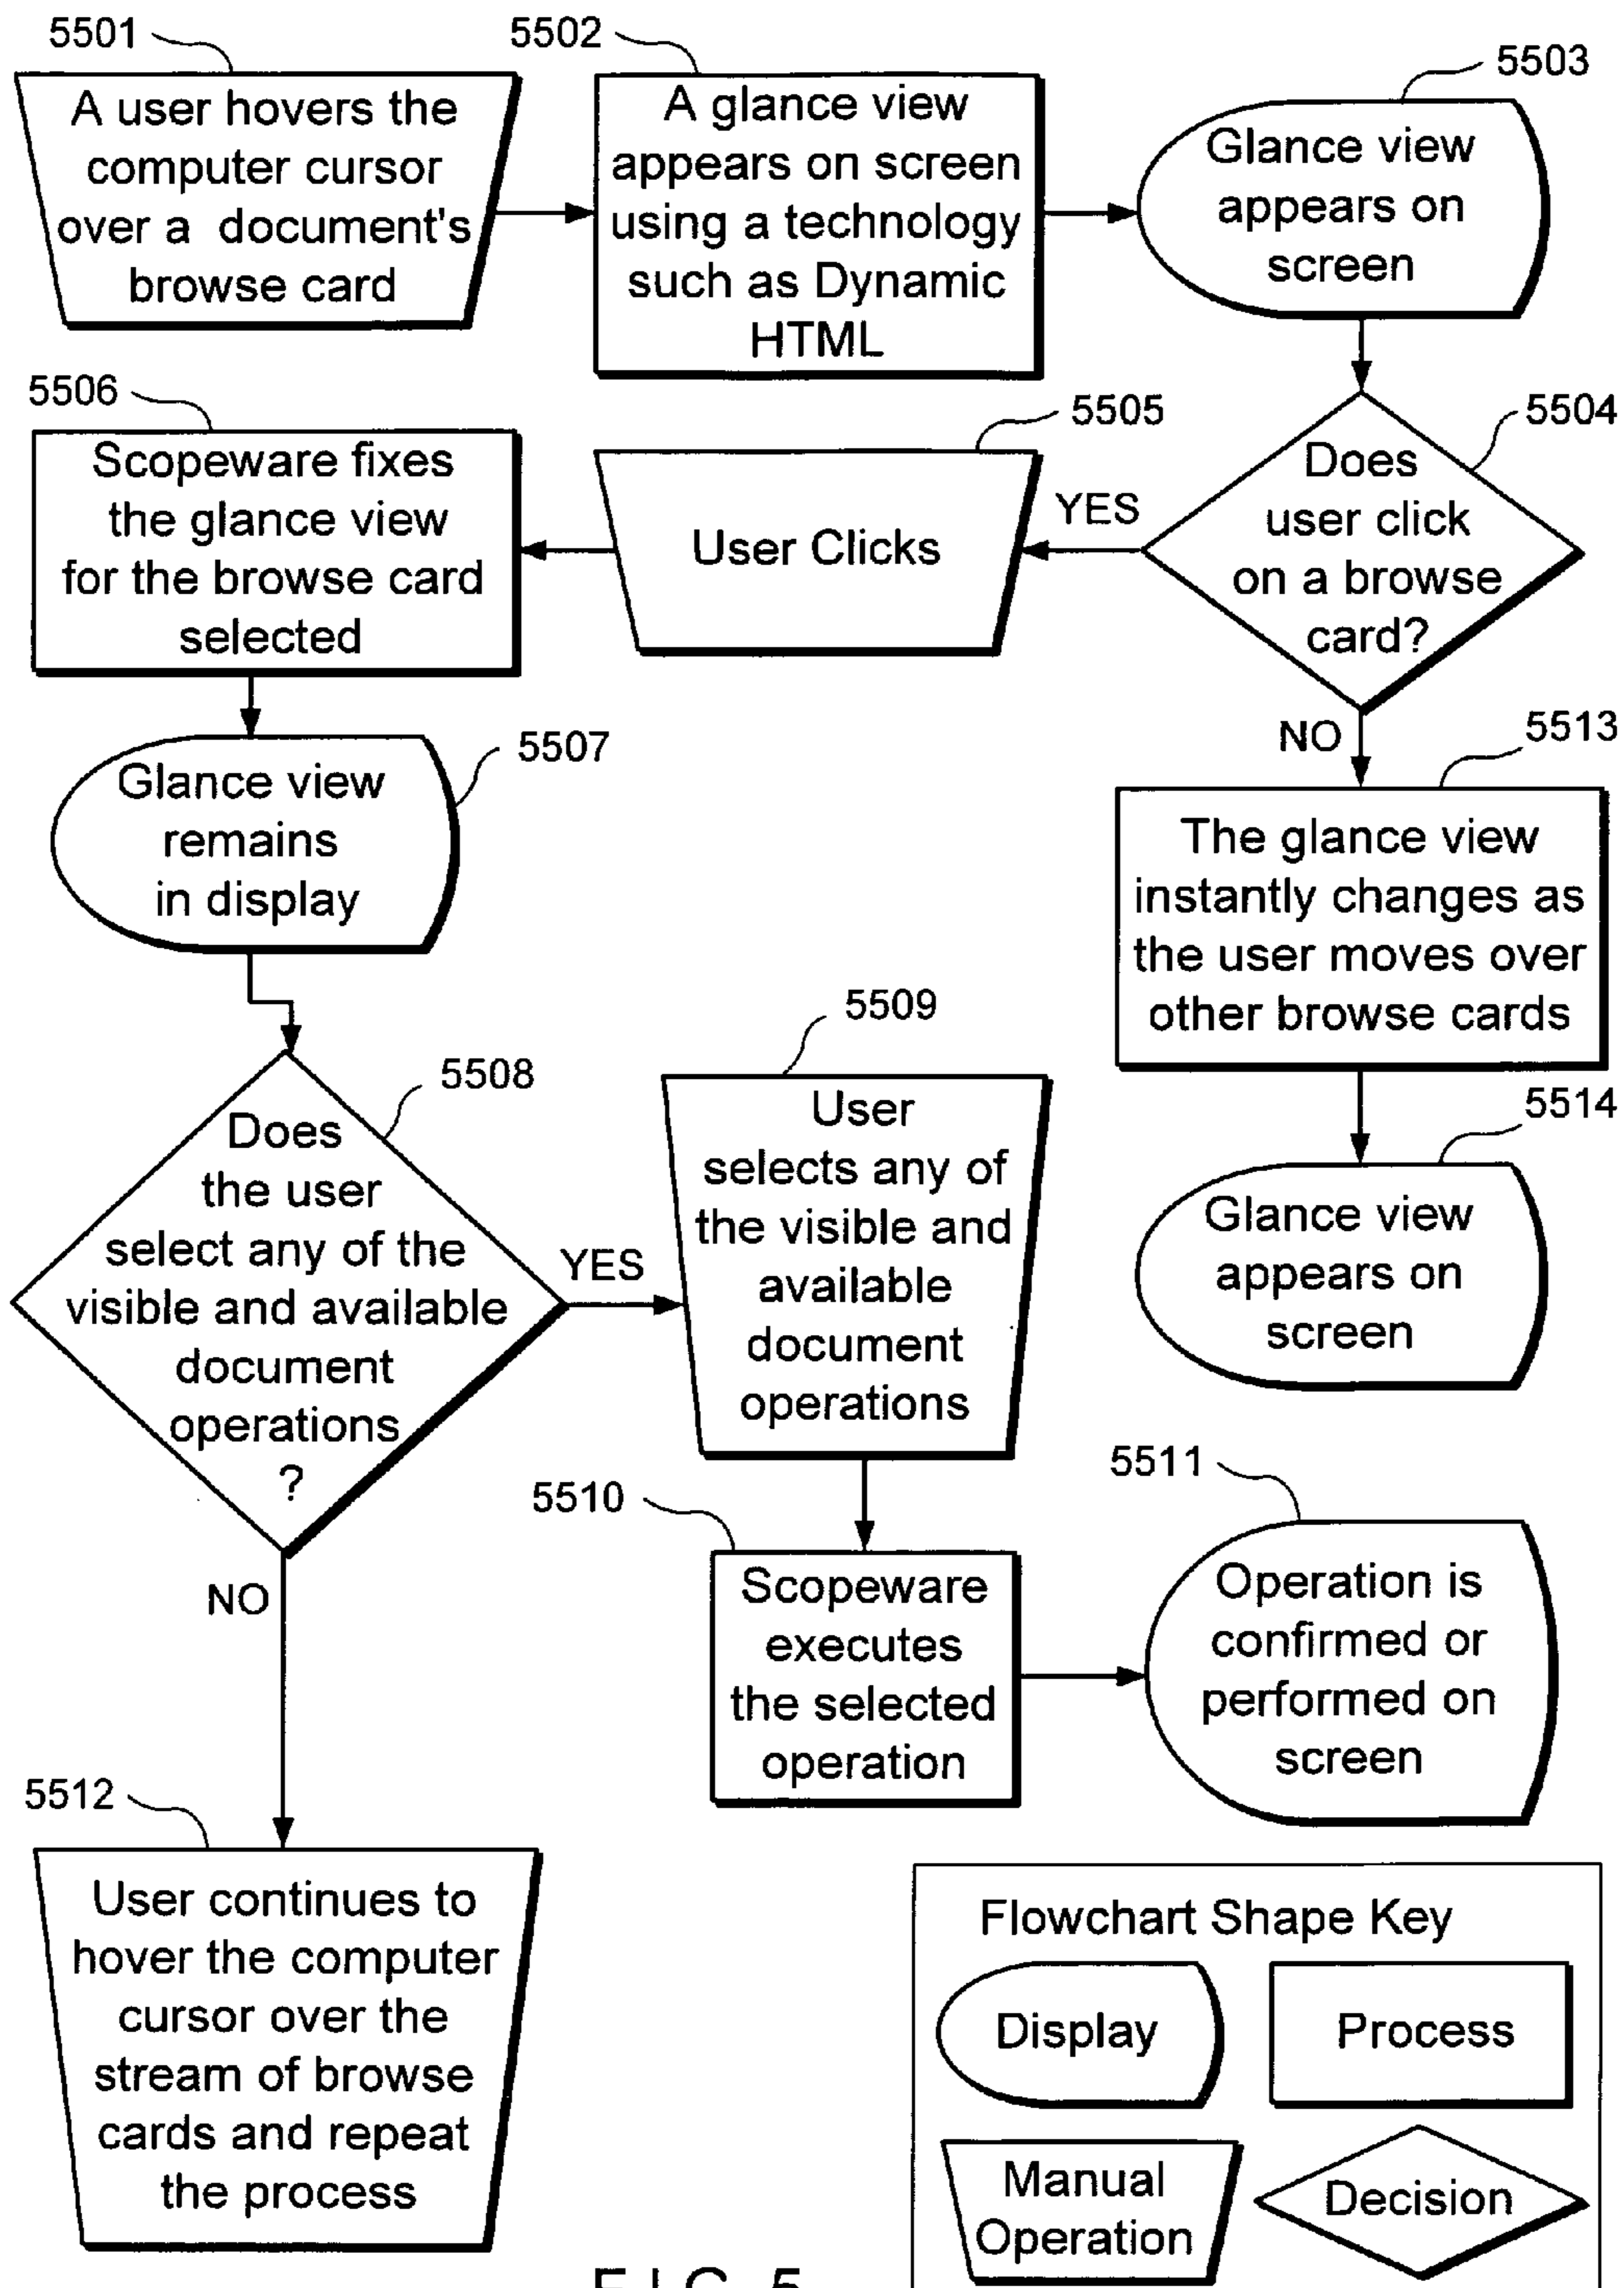 5501
A user hovers the
computer cursor
over a document's
browse card
5502
A glance view
appears on screen
using a technology
such as Dynamic
HTML
5503
Glance view
appears on
screen
5504
Does
user click
on a browse
card?
YES
NO
5505
User Clicks
5506
Scopeware fixes
the glance view
for the browse card
selected
5507
Glance view
remains
in display
5508
Does
the user
select any of the
visible and available
document
operations
?
YES
NO
5509
User
selects any of
the visible and
available
document
operations
5510
Scopeware
executes
the selected
operation
5511
Operation is
confirmed or
performed on
screen
5512
User continues to
hover the computer
cursor over the
stream of browse
cards and repeat
the process
5513
The glance view
instantly changes as
the user moves over
other browse cards
5514
Glance view
appears on
screen
Flowchart Shape Key
Display
Process
Manual
Operation
Decision
FIG. 5